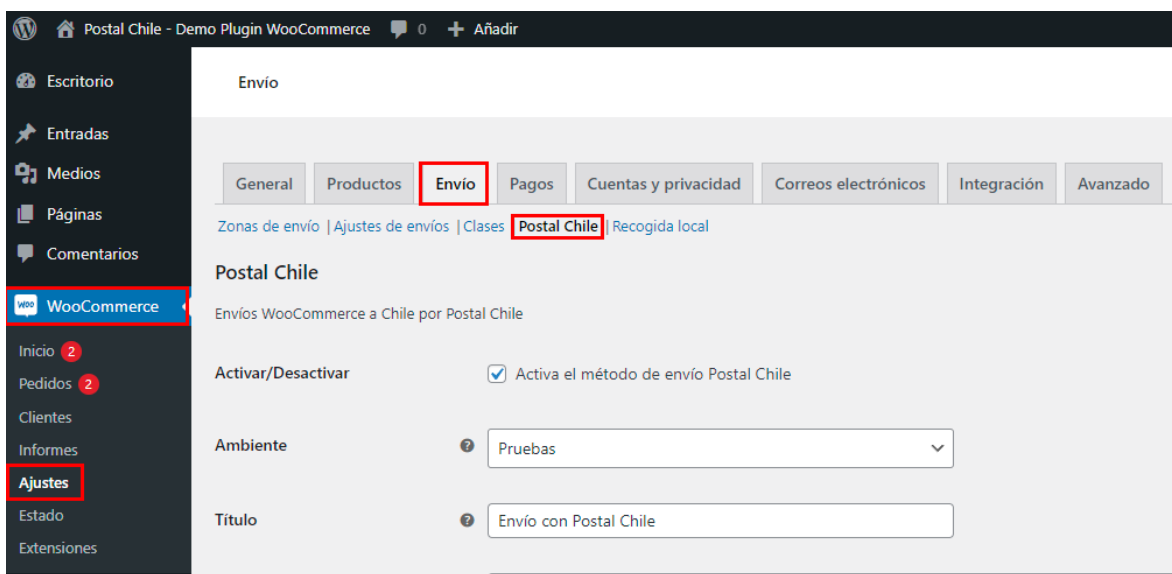 Postal Chile - Demo Plugin WooCommerce 0 + Añadir
Escritorio
Entradas
Medios
Páginas
Comentarios
WooCommerce
Inicio 2
Pedidos 2
Clientes
Informes
Ajustes
Estado
Extensiones
Envío
General Productos Envío Pagos Cuentas y privacidad Correos electrónicos Integración Avanzado
Zonas de envío | Ajustes de envíos | Clases | Postal Chile | Recogida local
Postal Chile
Envíos WooCommerce a Chile por Postal Chile
Activar/Desactivar Activa el método de envío Postal Chile
Ambiente ? Pruebas
Título ? Envío con Postal Chile